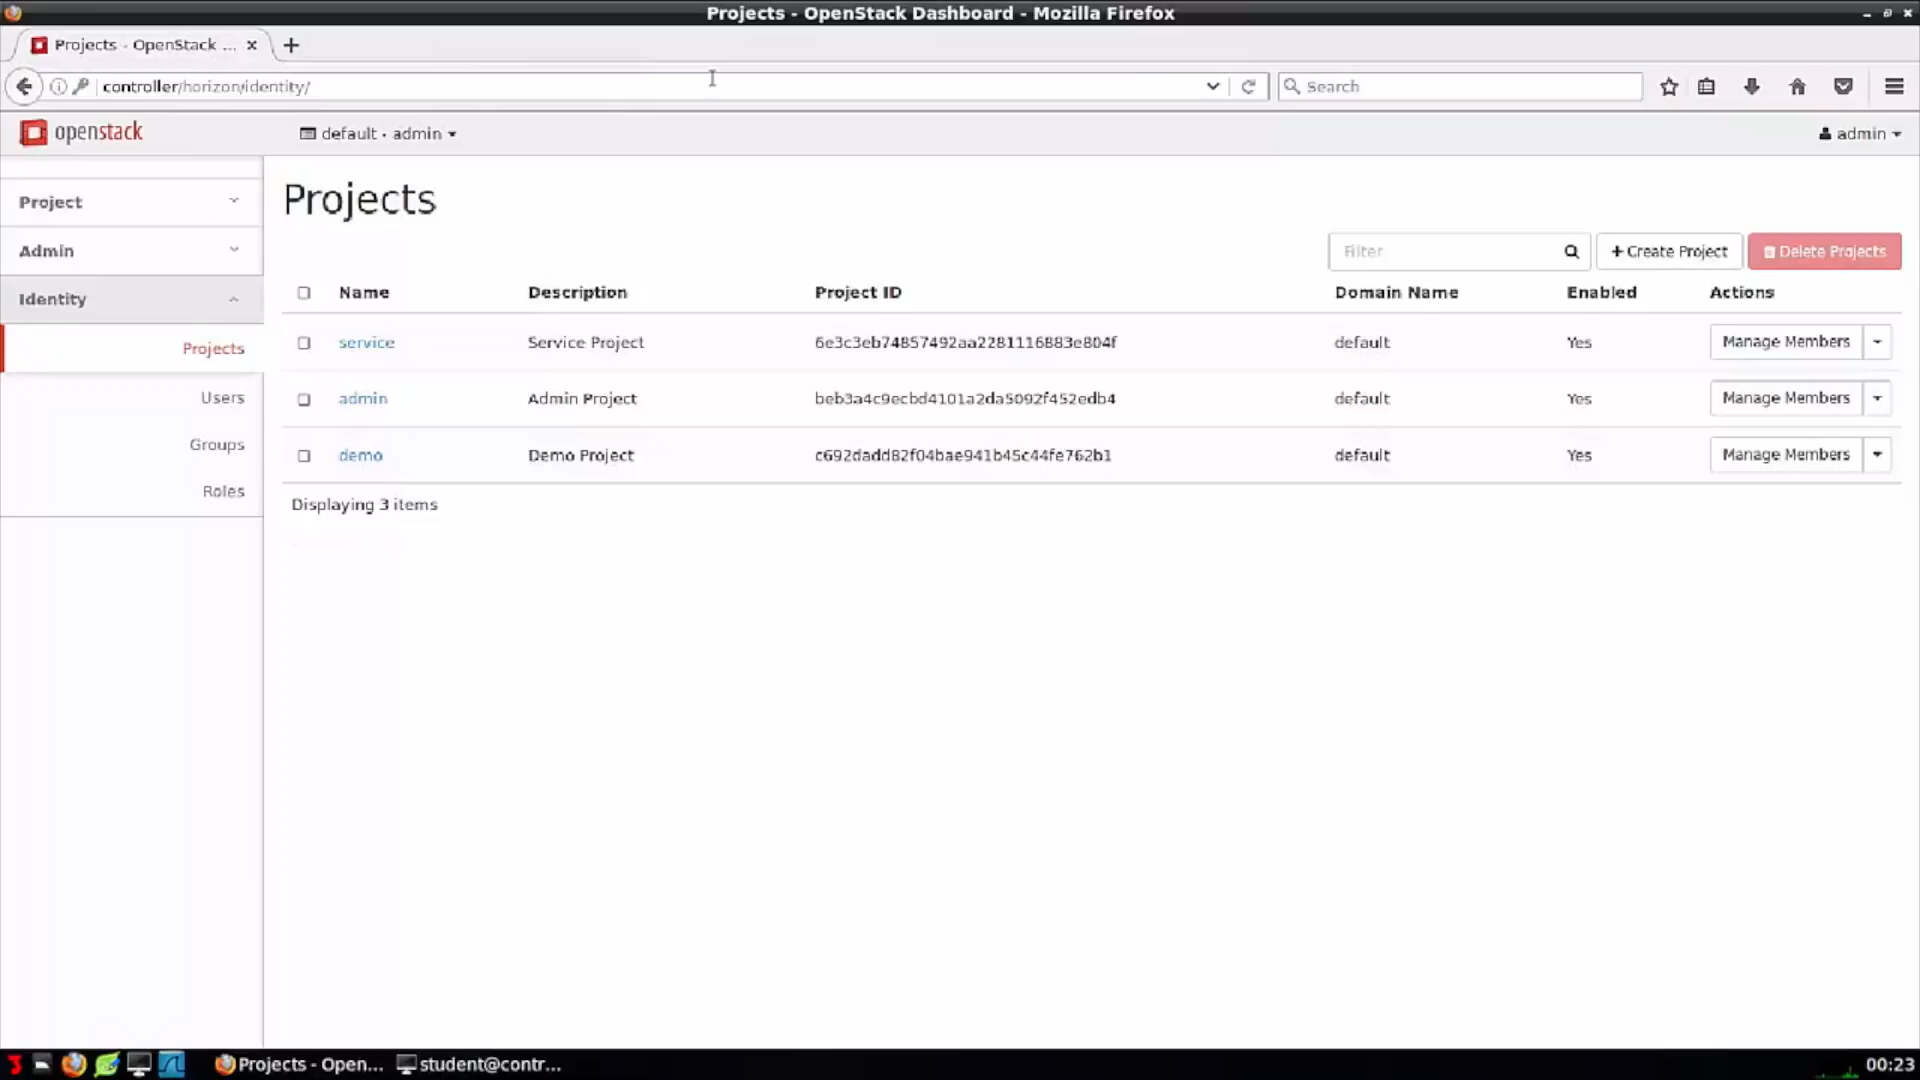 Projects - OpenStack Dashboard - Mozilla Firefox
Projects - OpenStack ...
controller/horizon/identity/
Search
openstack
default • admin
admin
Project
Admin
Identity
Projects
Users
Groups
Roles
Projects
Filter
+ Create Project
Delete Projects
Name Description Project ID Domain Name Enabled Actions
service Service Project 6e3c3eb74857492aa2281116883e804f default Yes Manage Members
admin Admin Project beb3a4c9ecbd4101a2da5092f452edb4 default Yes Manage Members
demo Demo Project c692dadd82f04bae941b45c44fe762b1 default Yes Manage Members
Displaying 3 items
Projects - Open...
student@contr...
00:23